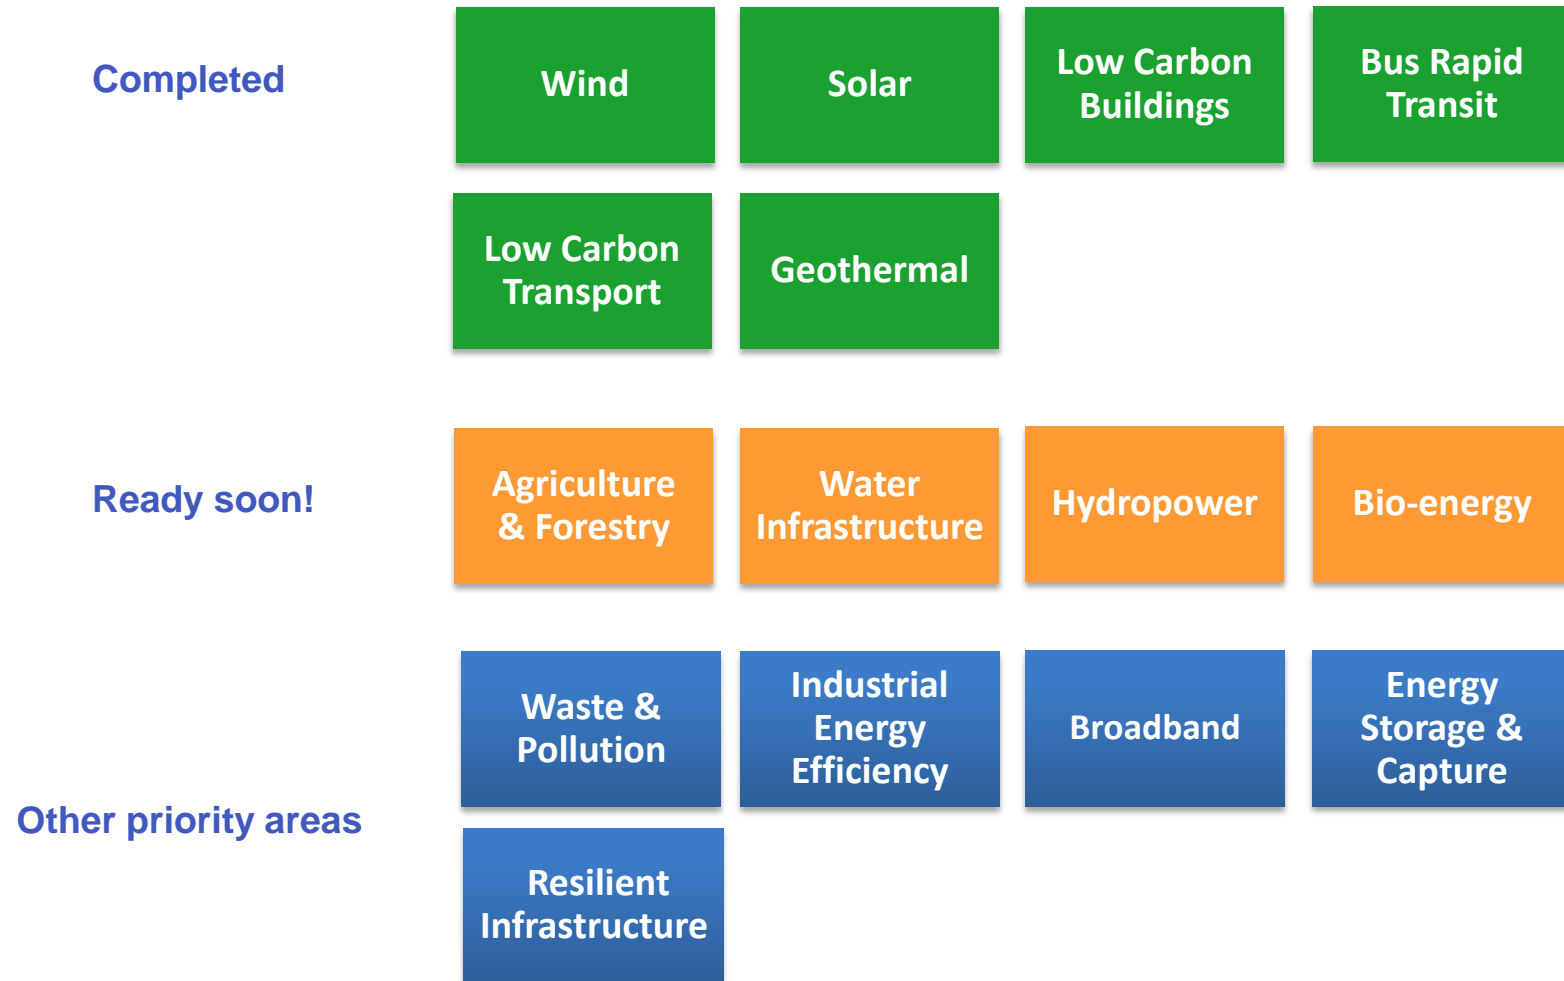 Completed
Wind
Solar
Low Carbon
Buildings
Bus Rapid
Transit
Low Carbon
Transport
Geothermal
Ready soon!
Agriculture
& Forestry
Water
Infrastructure
Hydropower
Bio-energy
Other priority areas
Waste &
Pollution
Industrial
Energy
Efficiency
Broadband
Energy
Storage &
Capture
Resilient
Infrastructure